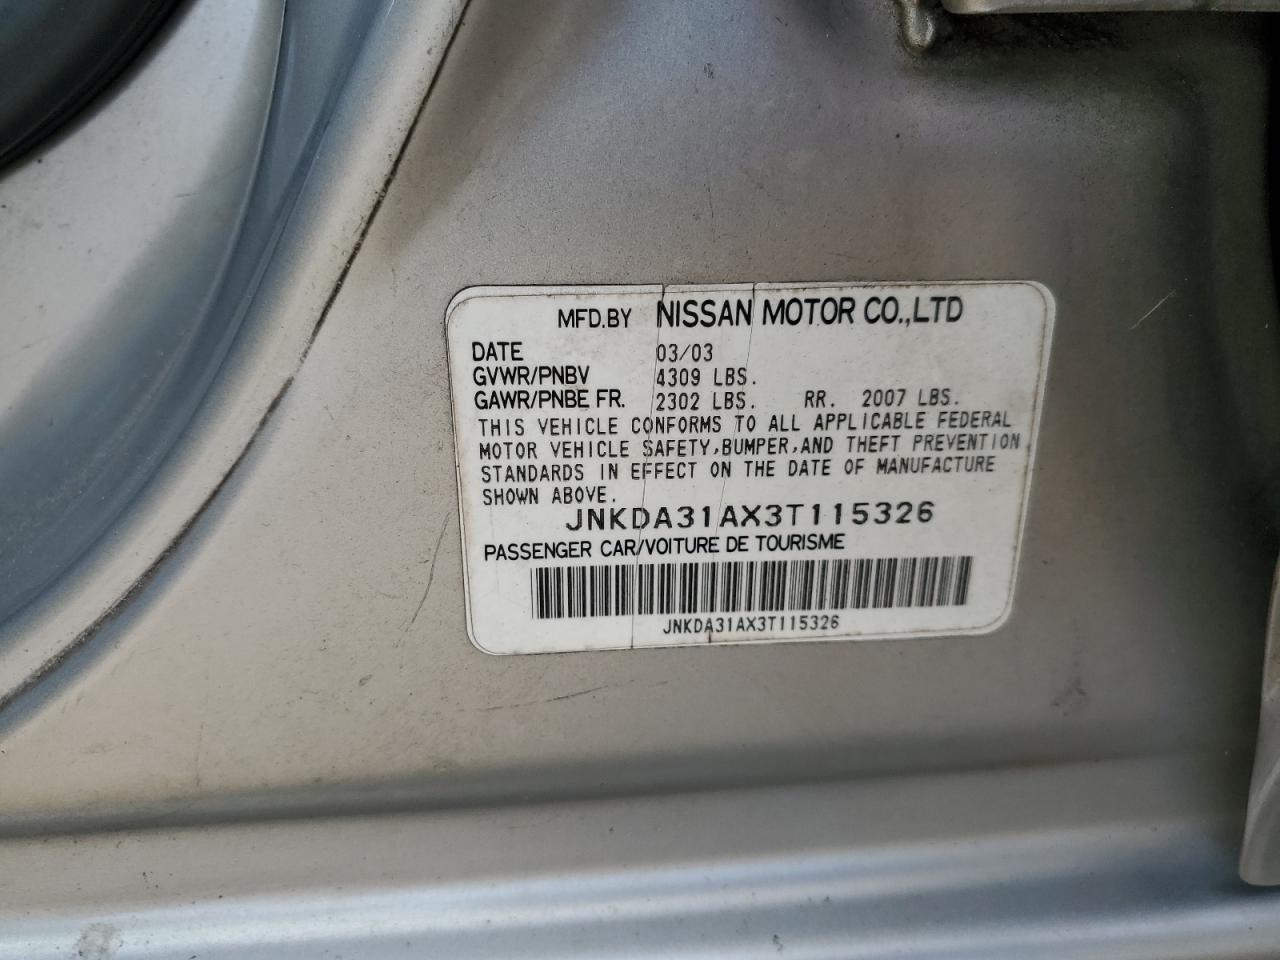 MFD.BY NISSAN MOTOR CO.,LTD
DATE 03/03
GVWR/PNBV 4309 LBS.
GAWR/PNBE FR. 2302 LBS. RR. 2007 LBS.
THIS VEHICLE CONFORMS TO ALL APPLICABLE FEDERAL
MOTOR VEHICLE SAFETY,BUMPER,AND THEFT PREVENTION
STANDARDS IN EFFECT ON THE DATE OF MANUFACTURE
SHOWN ABOVE.
JNKDA31AX3T115326
PASSENGER CAR/VOITURE DE TOURISME
JNKDA31AX3T115326